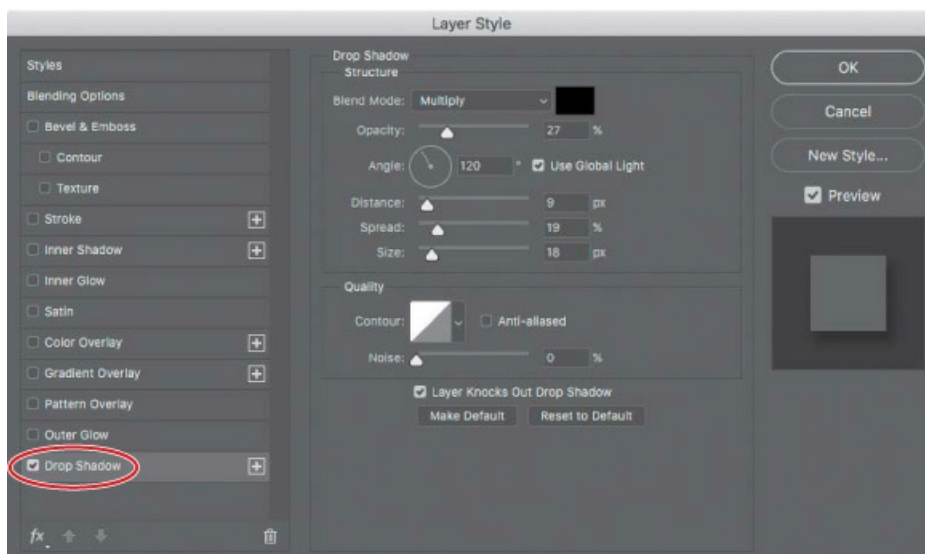 Layer Style
Styles
Blending Options
Bevel & Emboss
Contour
Texture
Stroke
Inner Shadow
Inner Glow
Satin
Color Overlay
Gradient Overlay
Pattern Overlay
Outer Glow
Drop Shadow
fx
Drop Shadow
Structure
Blend Mode: Multiply
Opacity: 27 %
Angle: 120 ° Use Global Light
Distance: 9 px
Spread: 19 %
Size: 18 px
Quality
Contour: Anti-aliased
Noise: 0 %
Layer Knocks Out Drop Shadow
Make Default Reset to Default
OK
Cancel
New Style...
Preview